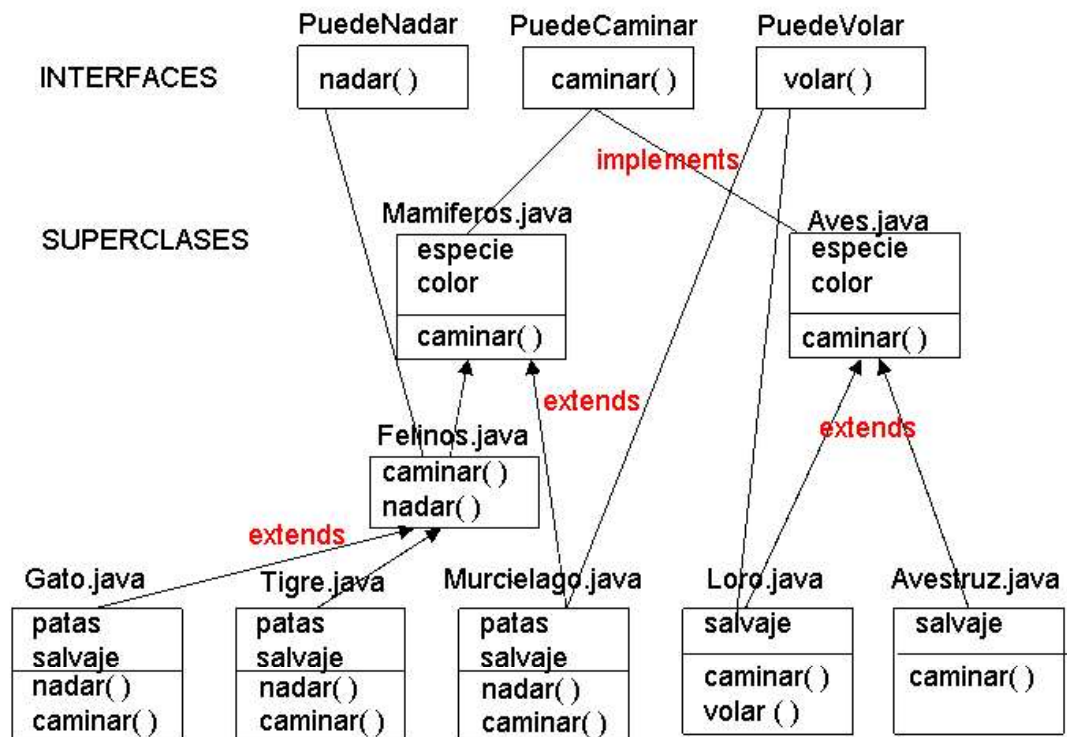 PuedeNadar PuedeCaminar PuedeVolar
INTERFACES
nadar( )
caminar( )
volar( )
implements
SUPERCLASES
Mamiferos.java
especie
color
caminar( )
Aves.java
especie
color
caminar( )
extends
extends
Felinos.java
caminar( )
nadar( )
extends
Gato.java
patas
salvaje
nadar( )
caminar( )
Tigre.java
patas
salvaje
nadar( )
caminar( )
Murcielago.java
patas
salvaje
nadar( )
caminar( )
Loro.java
salvaje
caminar( )
volar ( )
Avestruz.java
salvaje
caminar( )